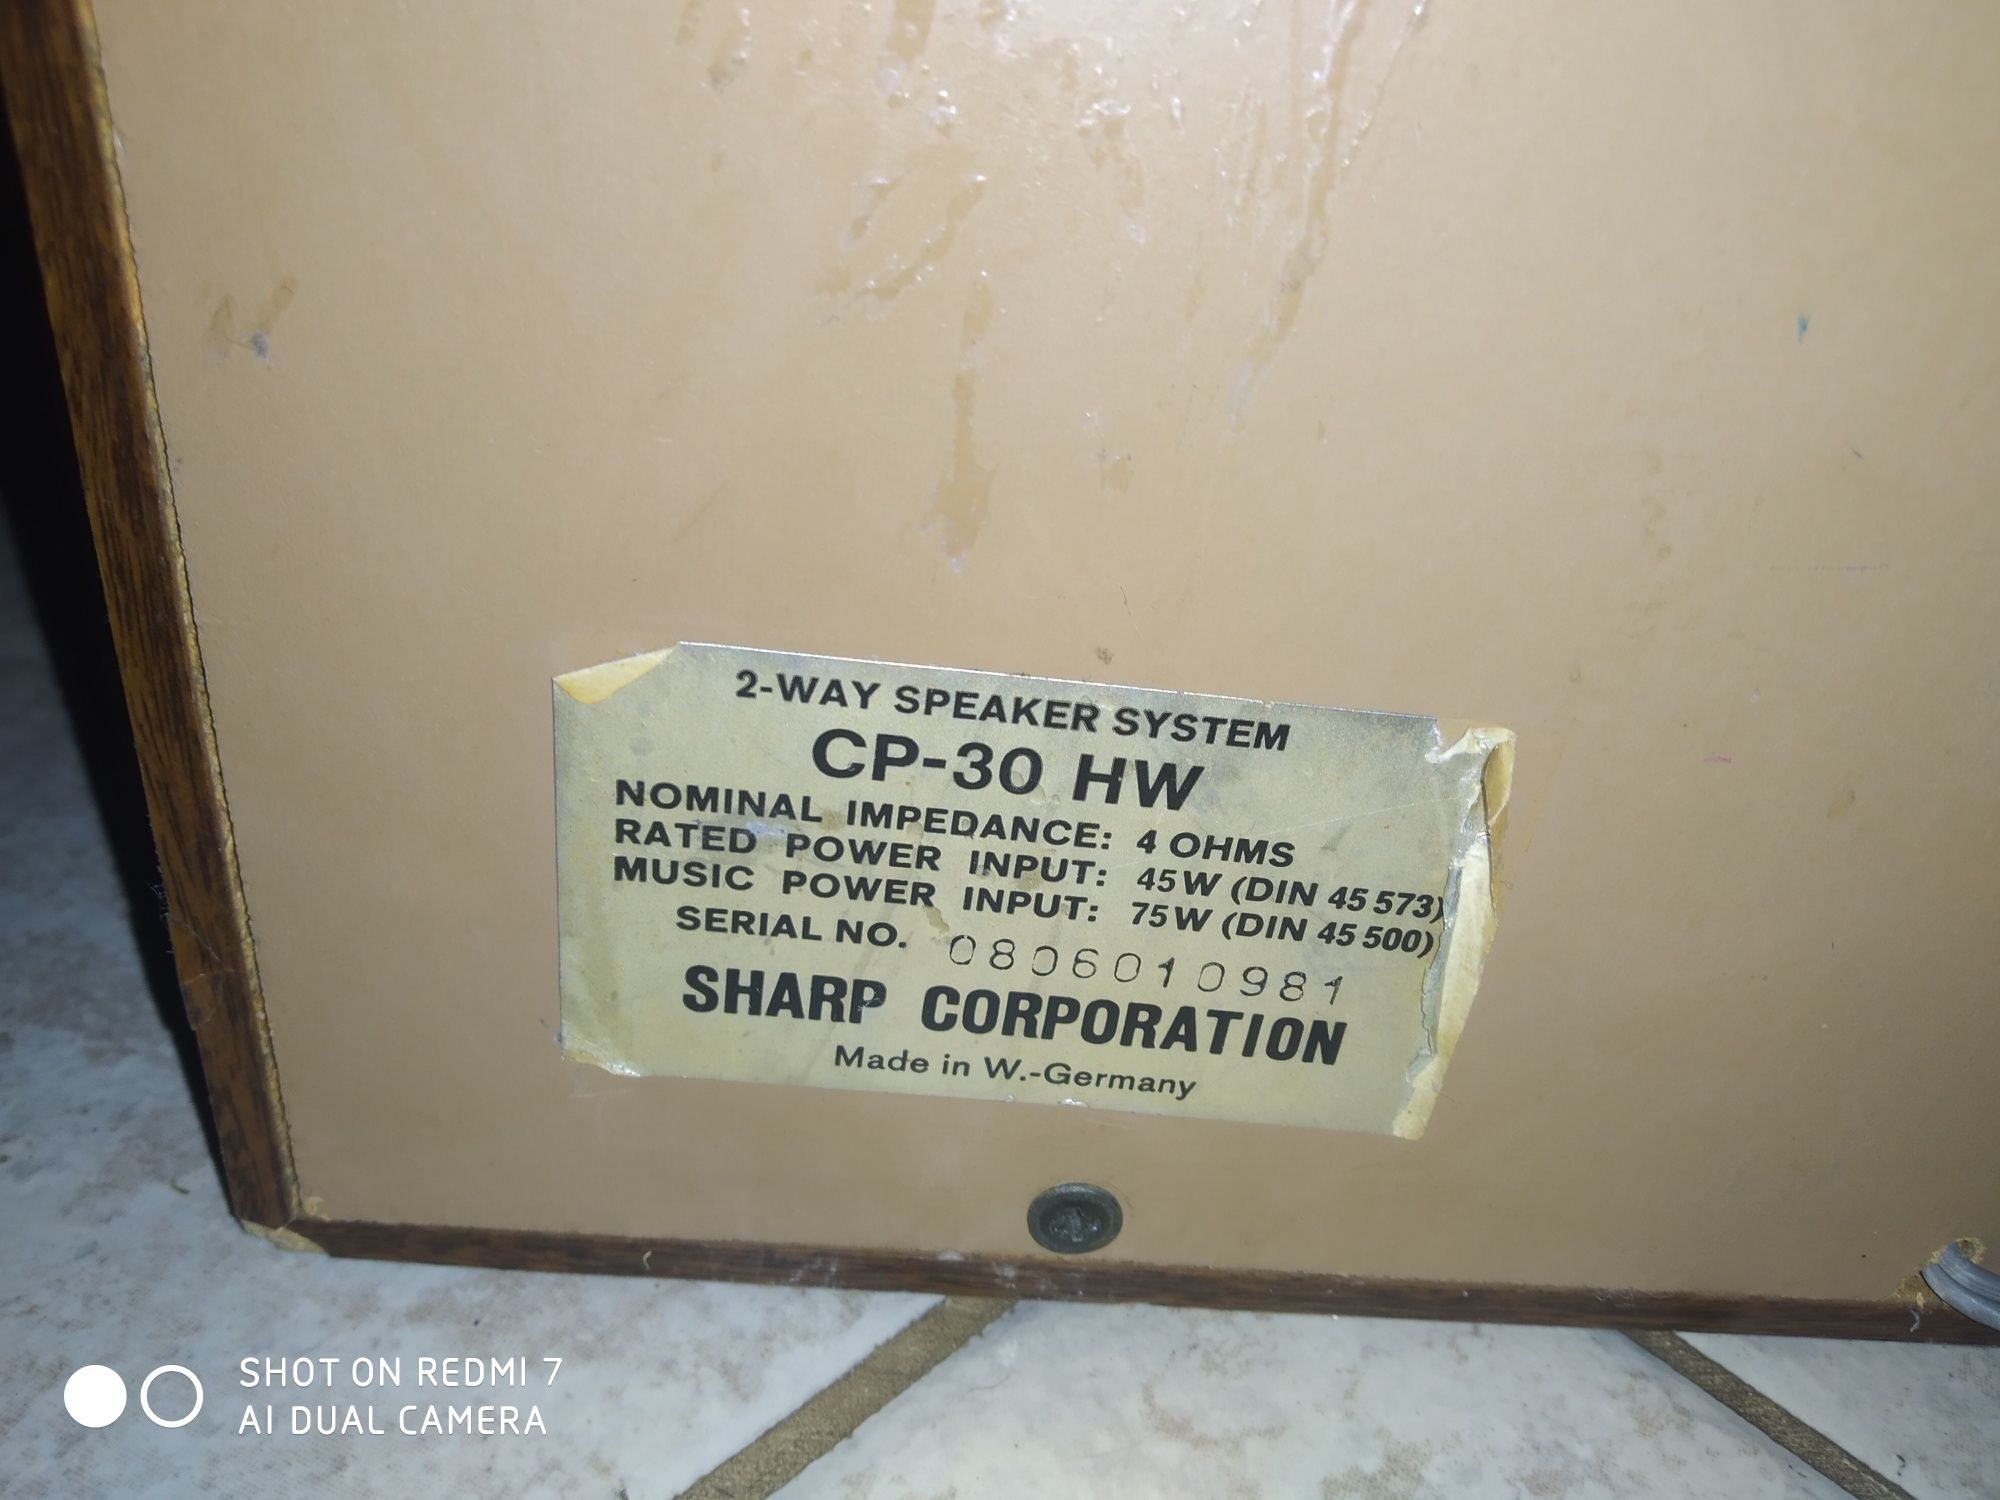 2-WAY SPEAKER SYSTEM
CP-30 HW
NOMINAL IMPEDANCE: 4 OHMS
RATED POWER INPUT: 45W (DIN 45 573)
MUSIC POWER INPUT: 75W (DIN 45 500)
SERIAL NO. 0806010981
SHARP CORPORATION
Made in W.-Germany
SHOT ON REDMI 7
AI DUAL CAMERA